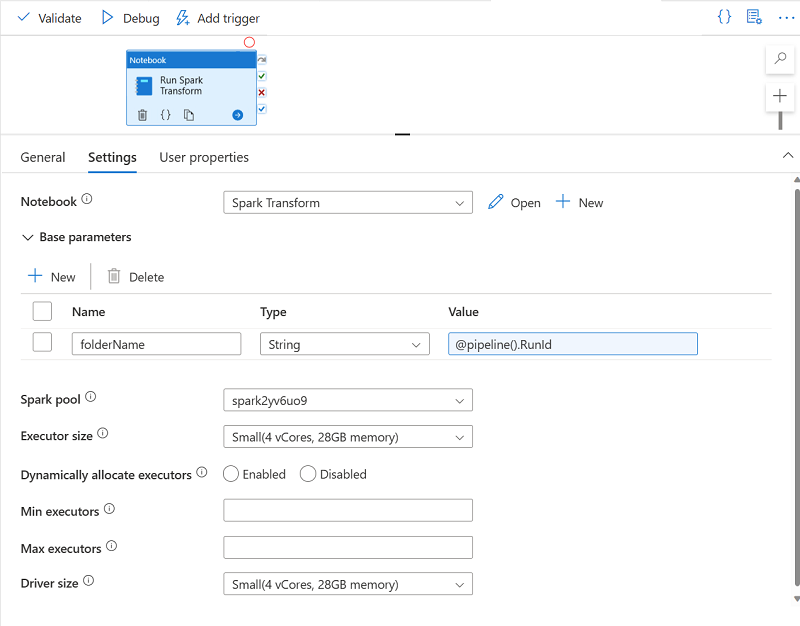 Validate Debug Add trigger
Notebook
Run Spark
Transform
General Settings User properties
Notebook Spark Transform Open New
Base parameters
New Delete
Name Type Value
folderName String @pipeline().RunId
Spark pool spark2yv6uo9
Executor size Small(4 vCores, 28GB memory)
Dynamically allocate executors Enabled Disabled
Min executors
Max executors
Driver size Small(4 vCores, 28GB memory)